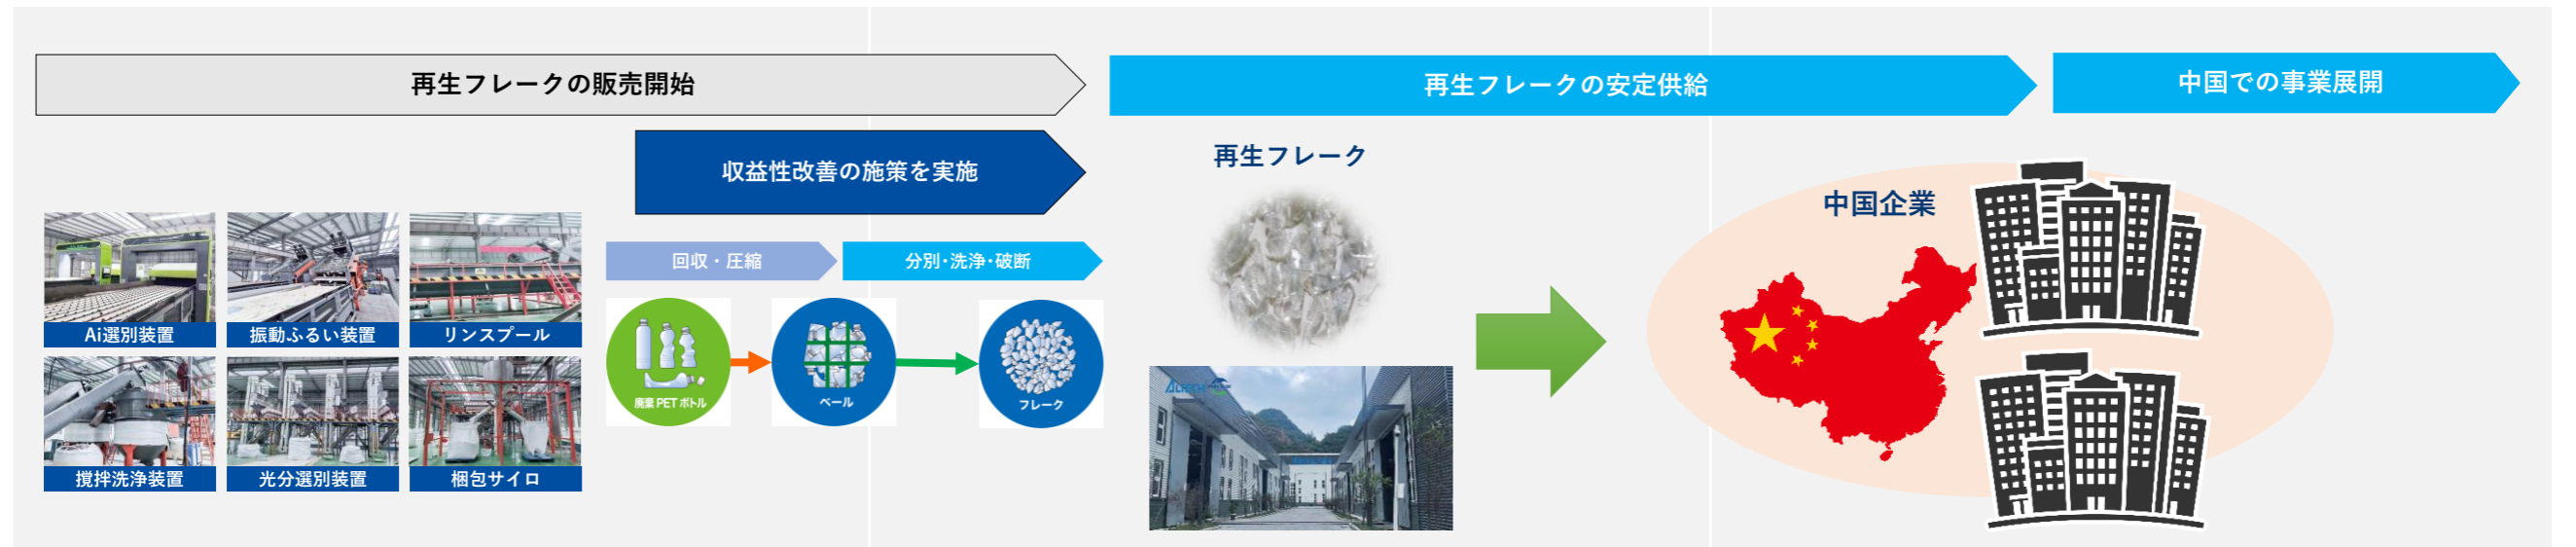 再生フレークの販売開始
再生フレークの安定供給
中国での事業展開
収益性改善の施策を実施
再生フレーク
中国企業
回収・圧縮
分別・洗浄・破断
Ai選別装置
振動ふるい装置
リンスプール
廃棄PETボトル
ベール
フレーク
ALTECH
撹拌洗浄装置
光分選別装置
梱包サイロ